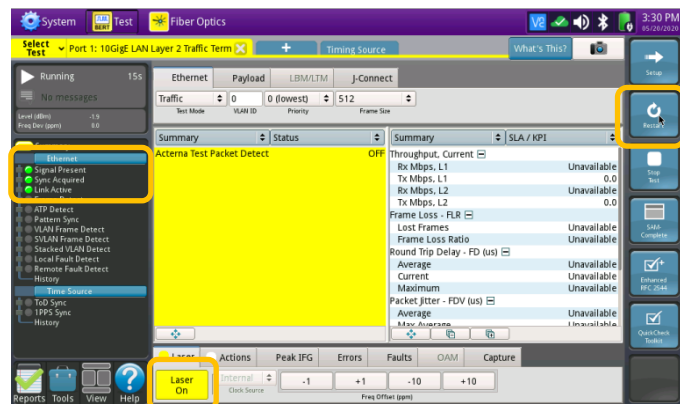 System
AM BER Test
Fiber Optics
V2
3:30 PM
05/20/2020
Select Test
Port 1: 10GigE LAN Layer 2 Traffic Term
+
Timing Source
What's This?
Running 15s
No messages
Level (dBm) -1.9
Freq Dev (ppm) 0.0
Ethernet
Signal Present
Sync Acquired
Link Active
ATP Detect
Pattern Sync
VLAN Frame Detect
SVLAN Frame Detect
Stacked VLAN Detect
Local Fault Detect
Remote Fault Detect
History
Time Source
ToD Sync
1PPS Sync
History
Reports Tools View Help
Ethernet Payload LBM/LTM J-Connect
Traffic 0 0 (lowest) 512
Test Mode VLAN ID Priority Frame Size
Summary Status
Acterna Test Packet Detect OFF
Summary SLA / KPI
Throughput, Current
Rx Mbps, L1 Unavailable
Tx Mbps, L1 0.0
Rx Mbps, L2 Unavailable
Tx Mbps, L2 0.0
Frame Loss - FLR
Lost Frames Unavailable
Frame Loss Ratio Unavailable
Round Trip Delay - FD (us)
Average Unavailable
Current Unavailable
Maximum Unavailable
Packet Jitter - FDV (us)
Average Unavailable
Max Average Unavailable
Laser Actions Peak IFG Errors Faults OAM Capture
Laser On
Internal
Clock Source
-1 +1 -10 +10
Freq Offset (ppm)
Setup
Restart
Stop Test
SAM-Complete
Enhanced RFC 2544
QuickCheck Toolkit